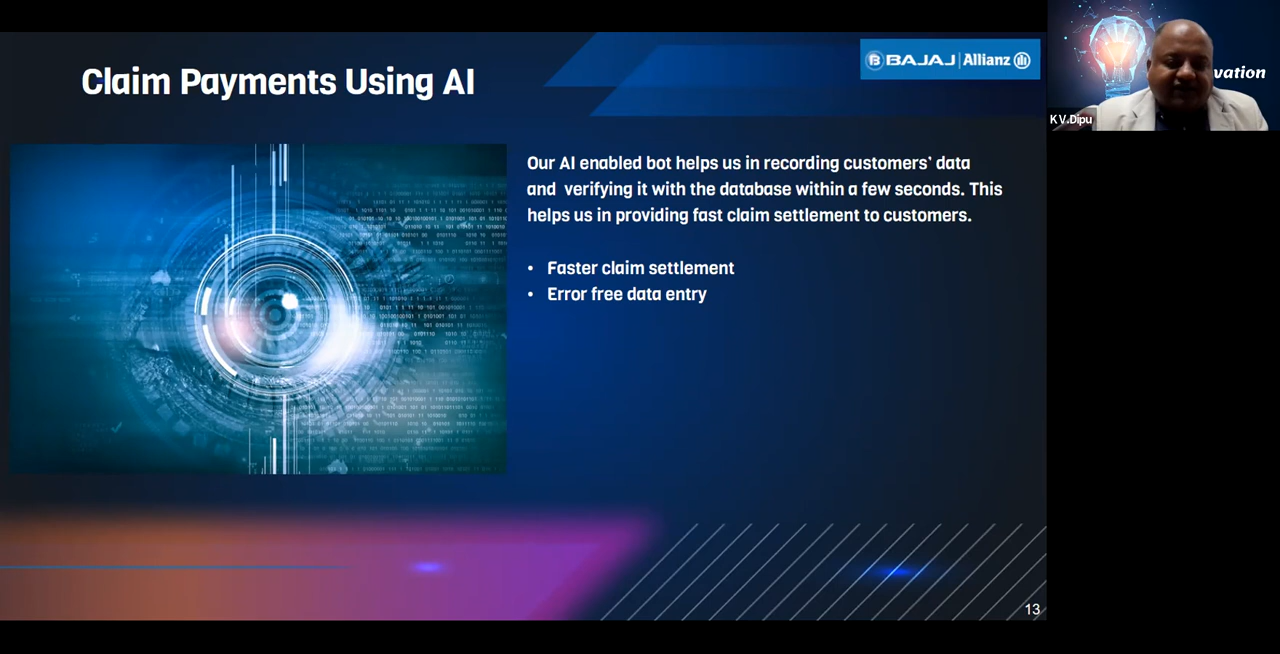 Claim Payments Using AI
BAJAJ | Allianz
vation
K V.Dipu
Our AI enabled bot helps us in recording customers' data
and verifying it with the database within a few seconds. This
helps us in providing fast claim settlement to customers.
• Faster claim settlement
• Error free data entry
13